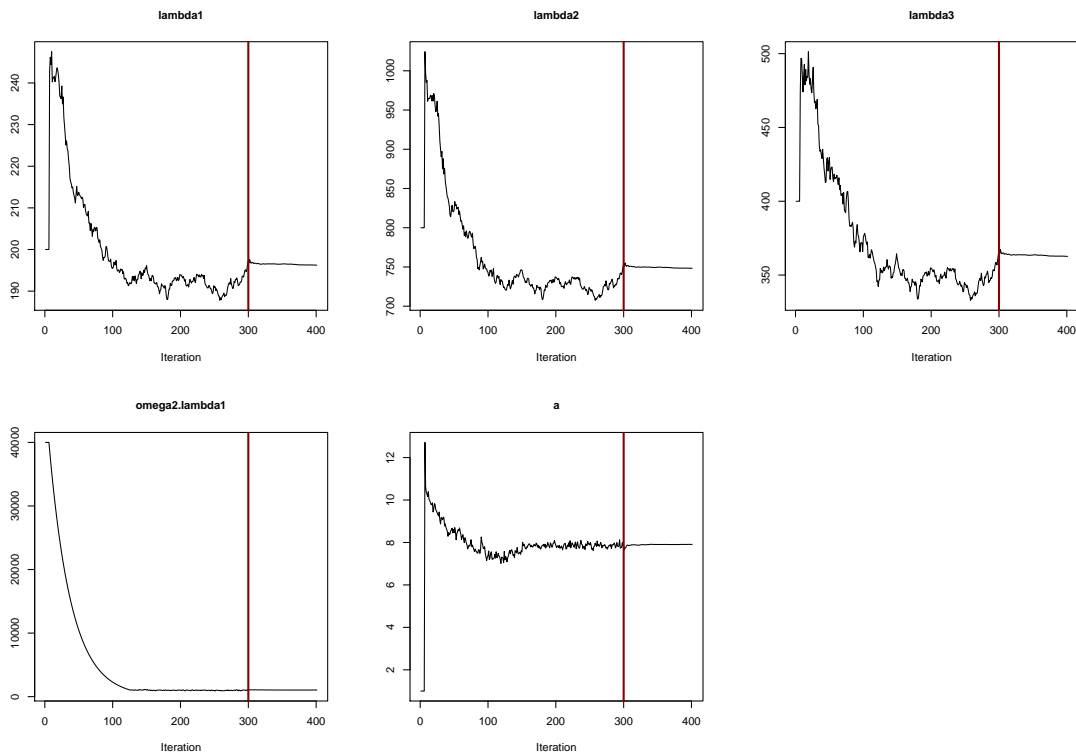 lambda1
190 200 210 220 230 240
0 100 200 300 400
Iteration
lambda2
700 750 800 850 900 950 1000
0 100 200 300 400
Iteration
lambda3
350 400 450 500
0 100 200 300 400
Iteration
omega2.lambda1
0 10000 20000 30000 40000
0 100 200 300 400
Iteration
a
2 4 6 8 10 12
0 100 200 300 400
Iteration